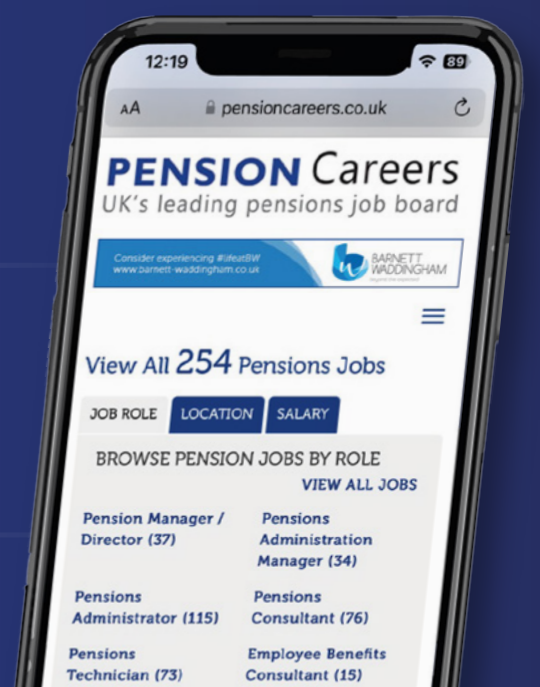 12:19
89
AA pensioncareers.co.uk
PENSION Careers
UK's leading pensions job board
Consider experiencing #lifeatBW
www.barnett-waddingham.co.uk
BARNETT
WADDINGHAM
View All 254 Pensions Jobs
JOB ROLE LOCATION SALARY
BROWSE PENSION JOBS BY ROLE
VIEW ALL JOBS
Pension Manager /
Director (37)
Pensions
Administration
Manager (34)
Pensions
Administrator (115)
Pensions
Consultant (76)
Pensions
Technician (73)
Employee Benefits
Consultant (15)